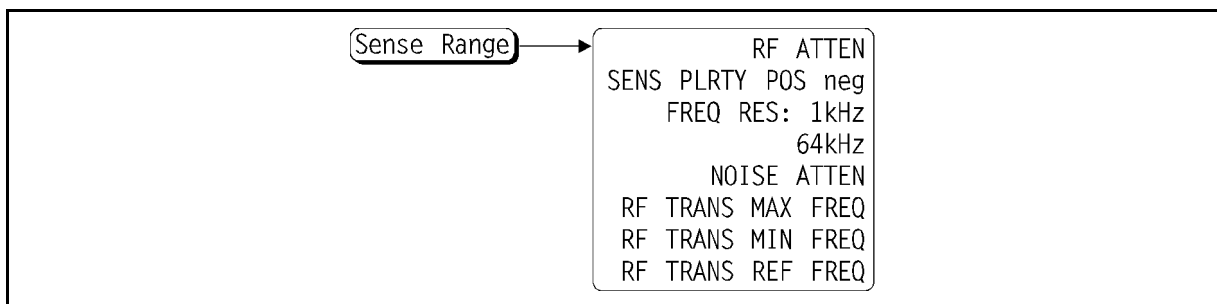 Sense Range
RF ATTEN
SENS PLRTY POS neg
FREQ RES: 1kHz
64kHz
NOISE ATTEN
RF TRANS MAX FREQ
RF TRANS MIN FREQ
RF TRANS REF FREQ